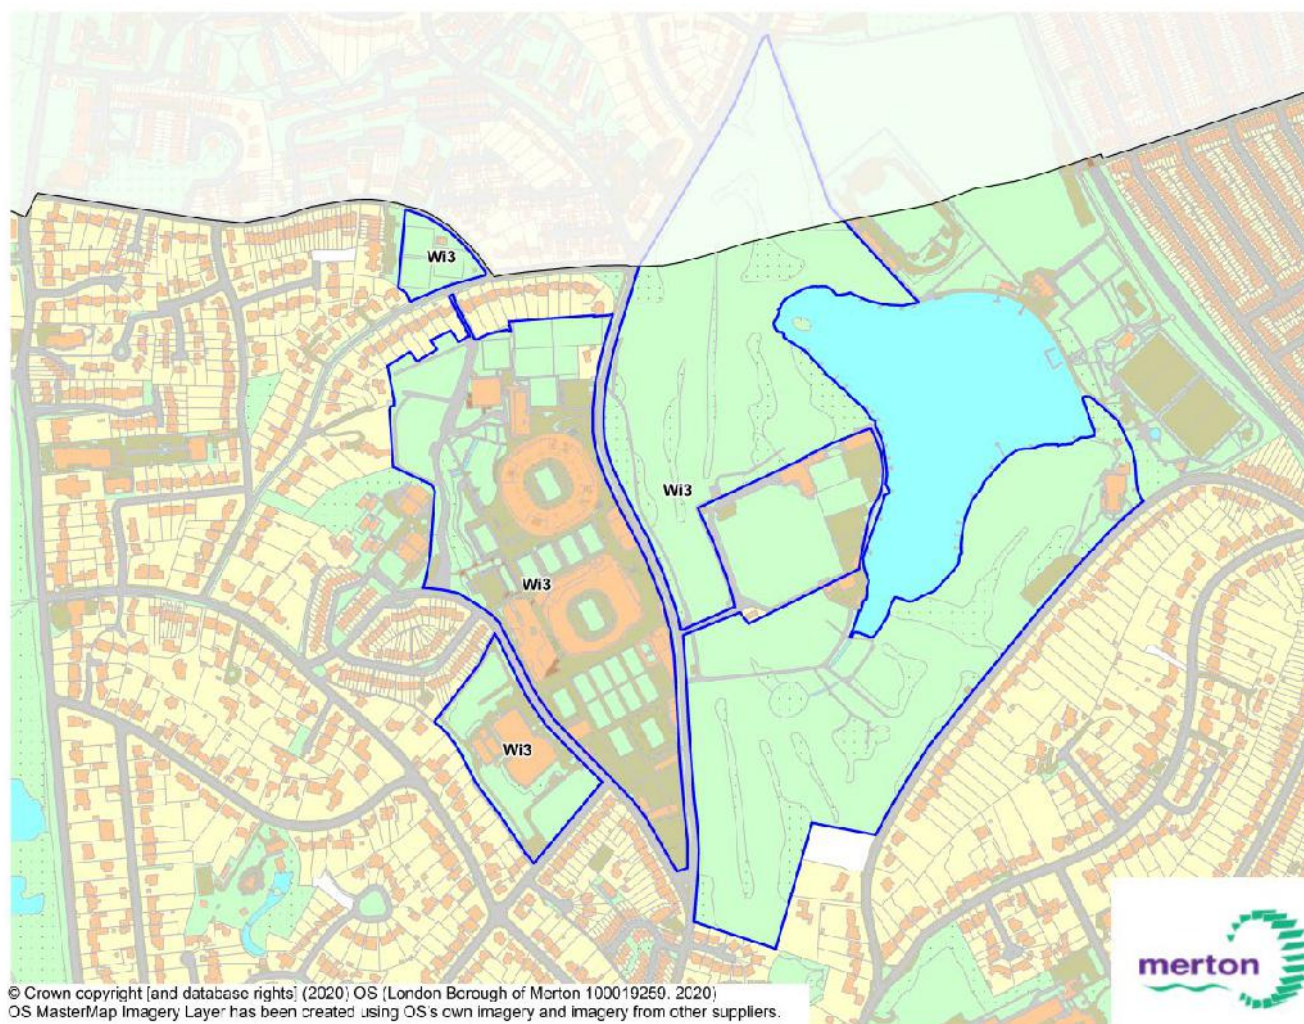 Wi3
Wi3
Wi3
Wi3
merton
© Crown copyright [and database rights] (2020) OS (London Borough of Merton 100019259. 2020)
OS MasterMap Imagery Layer has been created using OS's own imagery and imagery from other suppliers.